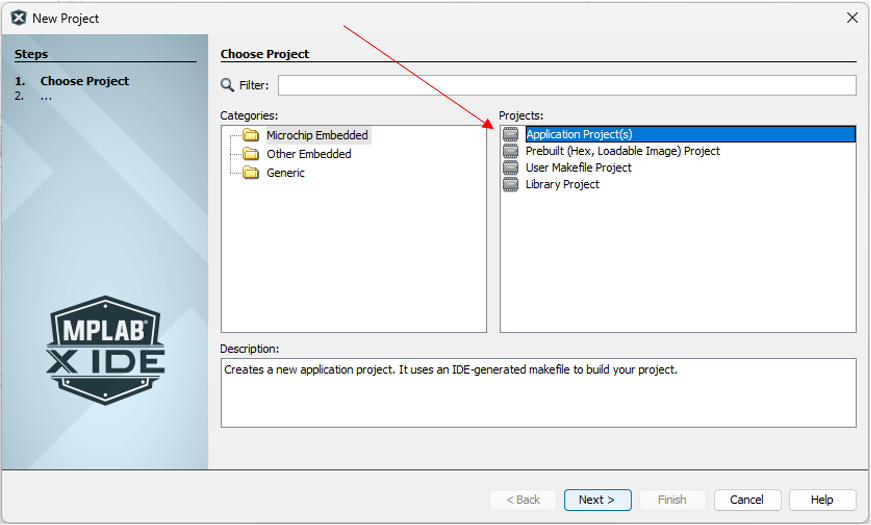 New Project
Steps
1. Choose Project
2. ...
Choose Project
Filter:
Categories:
Microchip Embedded
Other Embedded
Generic
Projects:
Application Project(s)
Prebuilt (Hex, Loadable Image) Project
User Makefile Project
Library Project
MPLAB®
X IDE
Description:
Creates a new application project. It uses an IDE-generated makefile to build your project.
< Back
Next >
Finish
Cancel
Help